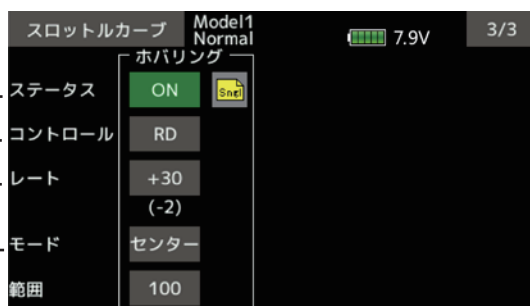 スロットルカーブ Model1 Normal 7.9V 3/3
ホバリング
ステータス ON Sngl
コントロール RD
レート +30
(-2)
モード センター
範囲 100